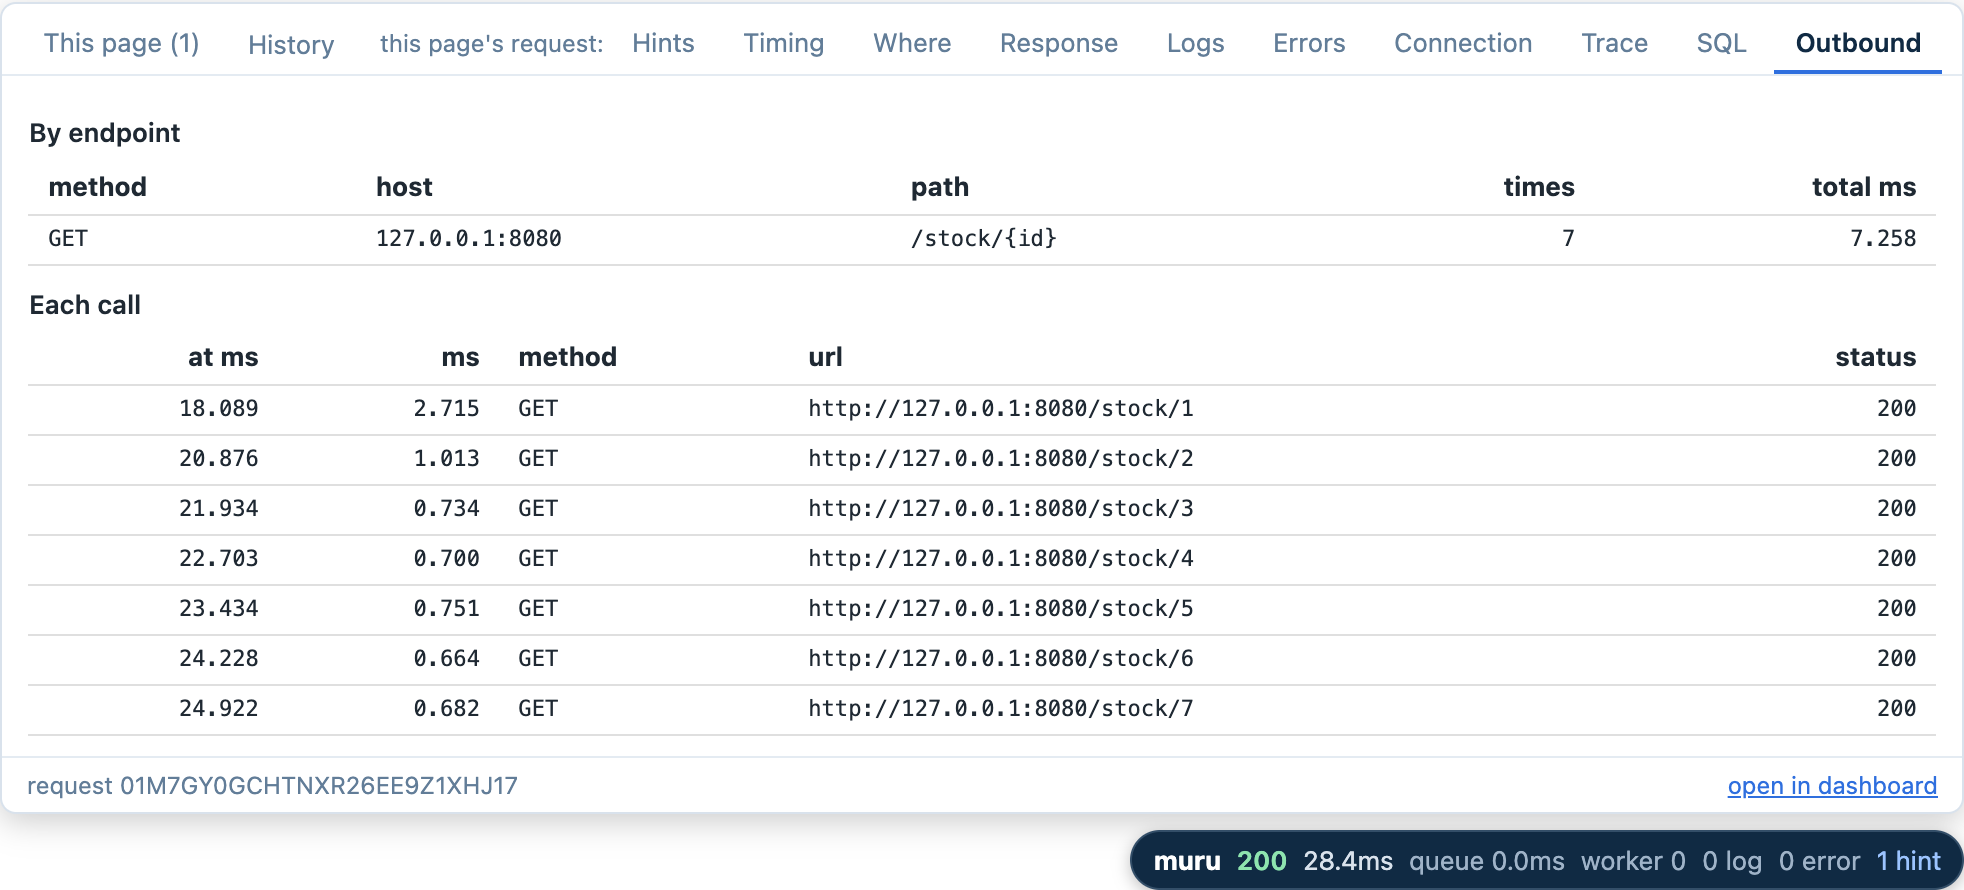 This page (1) History this page's request: Hints Timing Where Response Logs Errors Connection Trace SQL Outbound
By endpoint
method host path times total ms
GET 127.0.0.1:8080 /stock/{id} 7 7.258
Each call
at ms ms method url status
18.089 2.715 GET http://127.0.0.1:8080/stock/1 200
20.876 1.013 GET http://127.0.0.1:8080/stock/2 200
21.934 0.734 GET http://127.0.0.1:8080/stock/3 200
22.703 0.700 GET http://127.0.0.1:8080/stock/4 200
23.434 0.751 GET http://127.0.0.1:8080/stock/5 200
24.228 0.664 GET http://127.0.0.1:8080/stock/6 200
24.922 0.682 GET http://127.0.0.1:8080/stock/7 200
request 01M7GY0GCHTNXR26EE9Z1XHJ17 open in dashboard
muru 200 28.4ms queue 0.0ms worker 0 0 log 0 error 1 hint